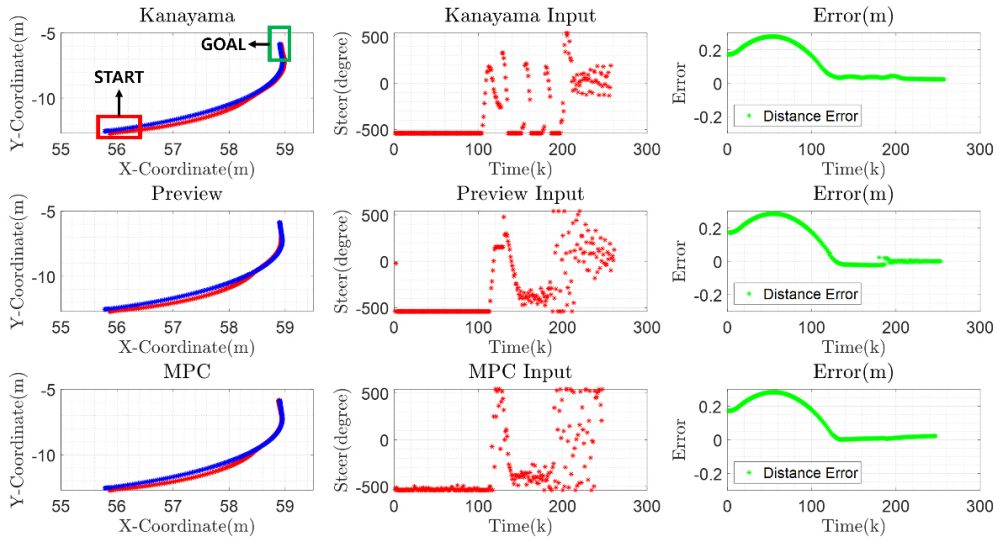 Kanayama
Y-Coordinate(m)
-5
-10
GOAL
START
55
56
57
58
59
X-Coordinate(m)
Kanayama Input
Steer(degree)
500
0
-500
0
100
200
300
Time(k)
Error(m)
Error
0.2
0
-0.2
Distance Error
0
100
200
300
Time(k)
Preview
Y-Coordinate(m)
-5
-10
55
56
57
58
59
X-Coordinate(m)
Preview Input
Steer(degree)
500
0
-500
0
100
200
300
Time(k)
Error(m)
Error
0.2
0
-0.2
Distance Error
0
100
200
300
Time(k)
MPC
Y-Coordinate(m)
-5
-10
55
56
57
58
59
X-Coordinate(m)
MPC Input
Steer(degree)
500
0
-500
0
100
200
300
Time(k)
Error(m)
Error
0.2
0
-0.2
Distance Error
0
100
200
300
Time(k)